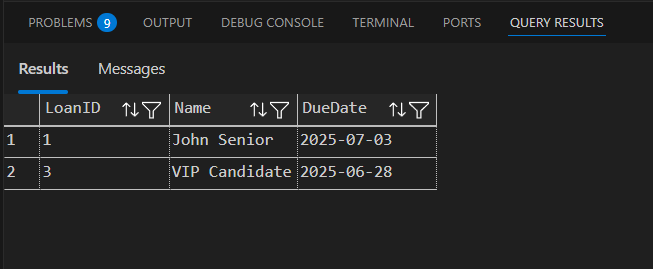 PROBLEMS 9 OUTPUT DEBUG CONSOLE TERMINAL PORTS QUERY RESULTS
Results Messages
LoanID Name DueDate
1 1 John Senior 2025-07-03
2 3 VIP Candidate 2025-06-28